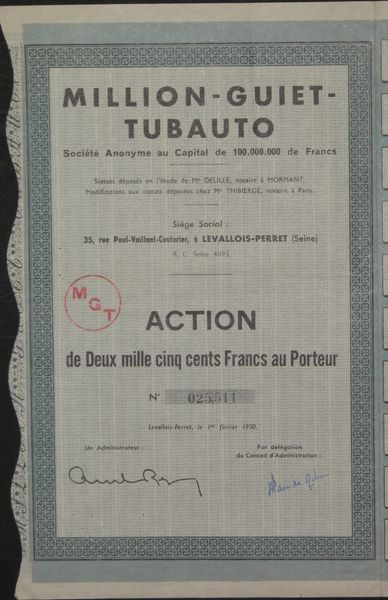 MILLION-GUIET-
TUBAUTO
Société Anonyme au Capital de 100.000.000 de Francs
Statuts déposés en l'étude de Me DELILLE, notaire à MORMANT,
Modifications aux statuts déposées chez Me THIBIERGE, notaire à Paris.
Siège Social :
35, rue Paul-Vaillant-Couturier, à LEVALLOIS-PERRET (Seine)
R. C. Seine 4095
MGT
ACTION
de Deux mille cinq cents Francs au Porteur
N° 025,511
Levallois-Perret, le 1er février 1950.
Un Administrateur :
Par délégation
du Conseil d'Administration :